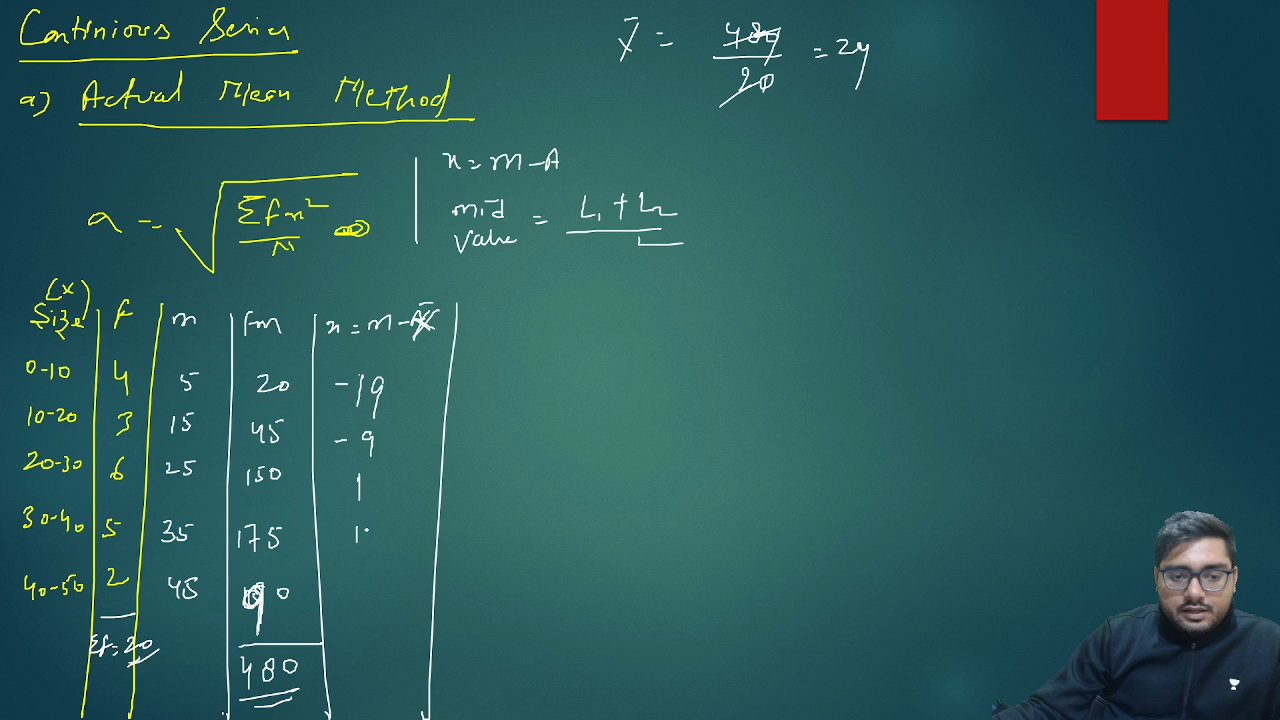 Continious Series
a) Actual Mean Method
X̄ = 480/20 = 24
σ = √Σfx²/N
x = m - A
mid value = L₁ + L₂ / 2
(x) Size f m fm x = m - X̄
0-10 4 5 20 -19
10-20 3 15 45 -9
20-30 6 25 150 1
30-40 5 35 175 1
40-50 2 45 90
Σf = 20
480